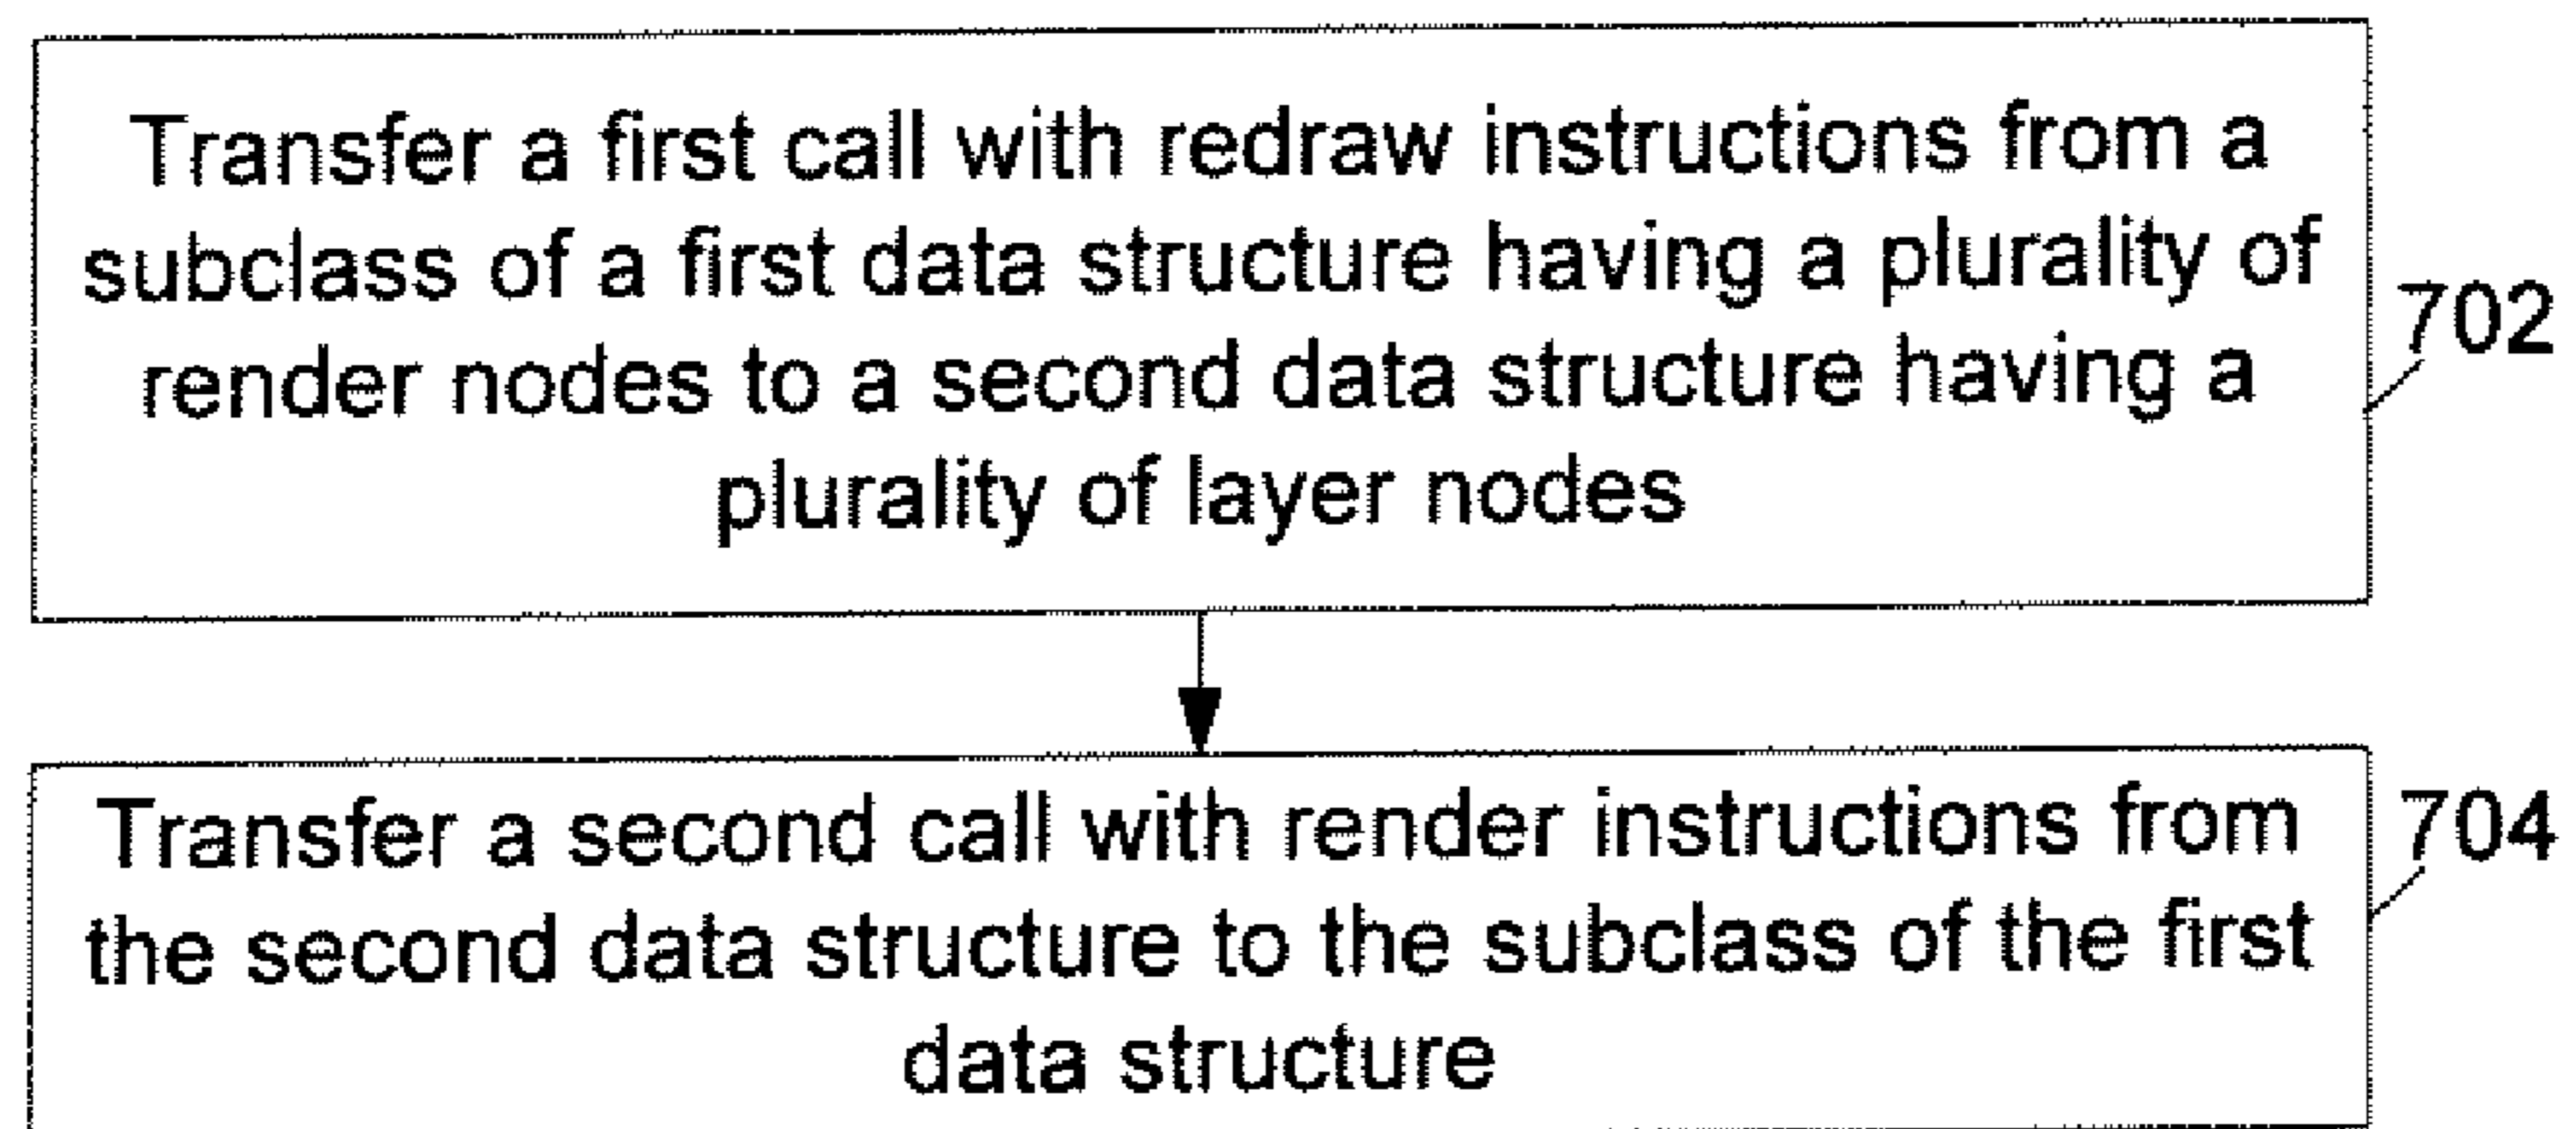 Transfer a first call with redraw instructions from a
subclass of a first data structure having a plurality of
render nodes to a second data structure having a
plurality of layer nodes
702
Transfer a second call with render instructions from
the second data structure to the subclass of the first
data structure
704